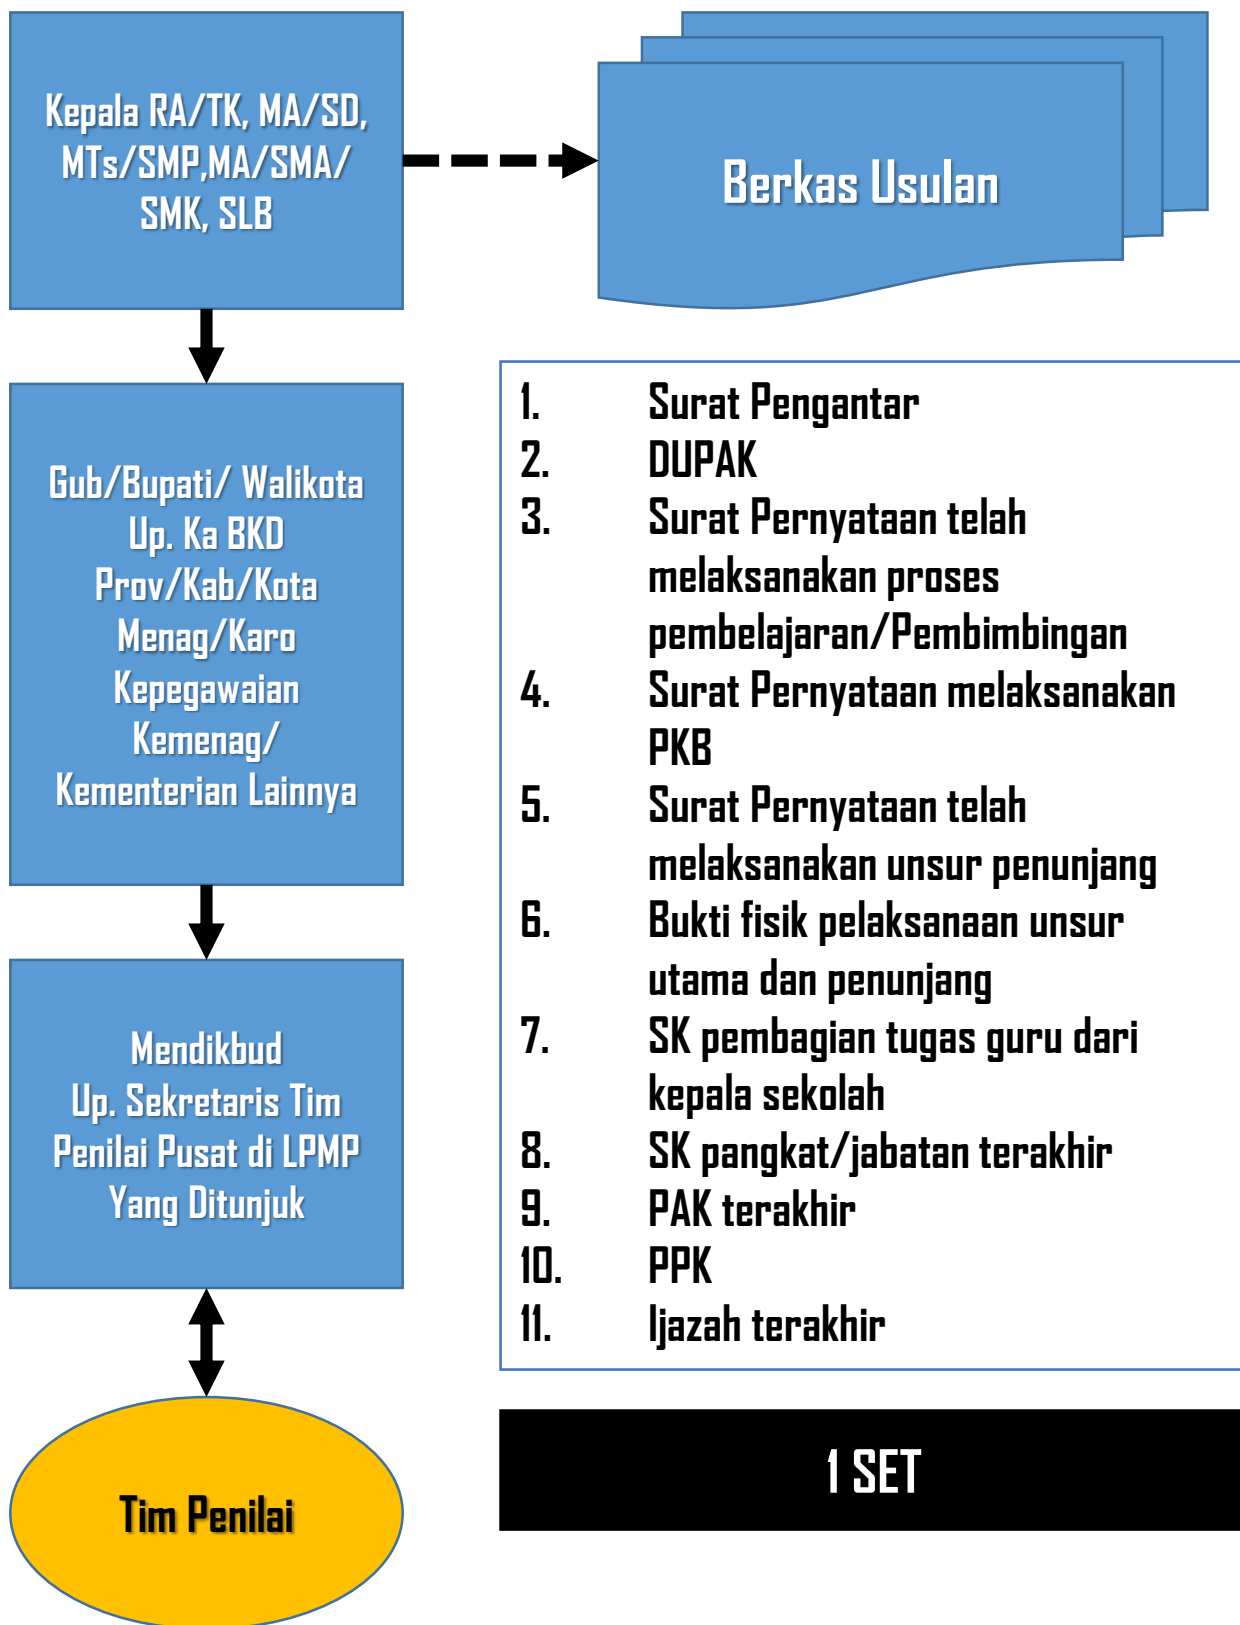 Kepala RA/TK, MA/SD,
MTs/SMP,MA/SMA/
SMK, SLB
Berkas Usulan
Gub/Bupati/ Walikota
Up. Ka BKD
Prov/Kab/Kota
Menag/Karo
Kepegawaian
Kemenag/
Kementerian Lainnya
Mendikbud
Up. Sekretaris Tim
Penilai Pusat di LPMP
Yang Ditunjuk
Tim Penilai
1. Surat Pengantar
2. DUPAK
3. Surat Pernyataan telah
melaksanakan proses
pembelajaran/Pembimbingan
4. Surat Pernyataan melaksanakan
PKB
5. Surat Pernyataan telah
melaksanakan unsur penunjang
6. Bukti fisik pelaksanaan unsur
utama dan penunjang
7. SK pembagian tugas guru dari
kepala sekolah
8. SK pangkat/jabatan terakhir
9. PAK terakhir
10. PPK
11. Ijazah terakhir
1 SET